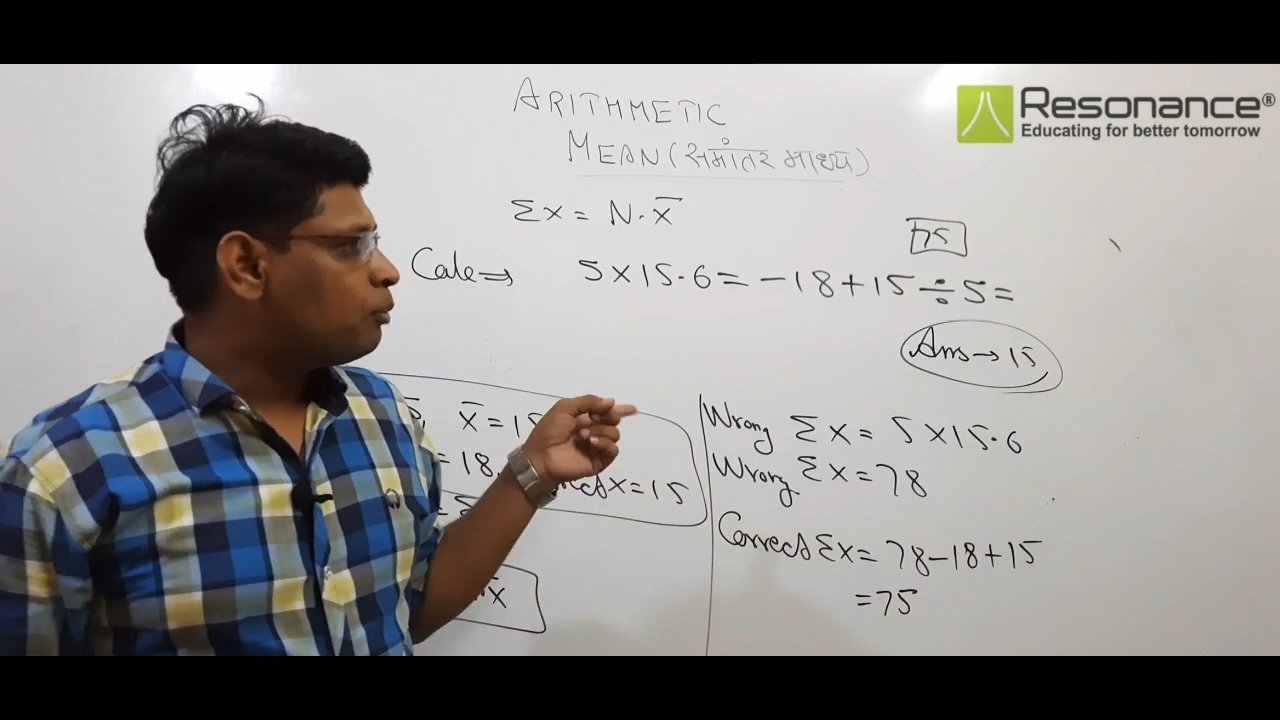 Resonance®
Educating for better tomorrow
ARITHMETIC
MEAN (समांतर माध्य)
Σx = N·x̄
75
Calc ⇒ 5×15·6 = -18+15÷5=
Ans→15
x̄ = 15
= 18,
x=15
x̄
Wrong Σx = 5×15·6
Wrong Σx=78
Correct Σx= 78-18+15
=75